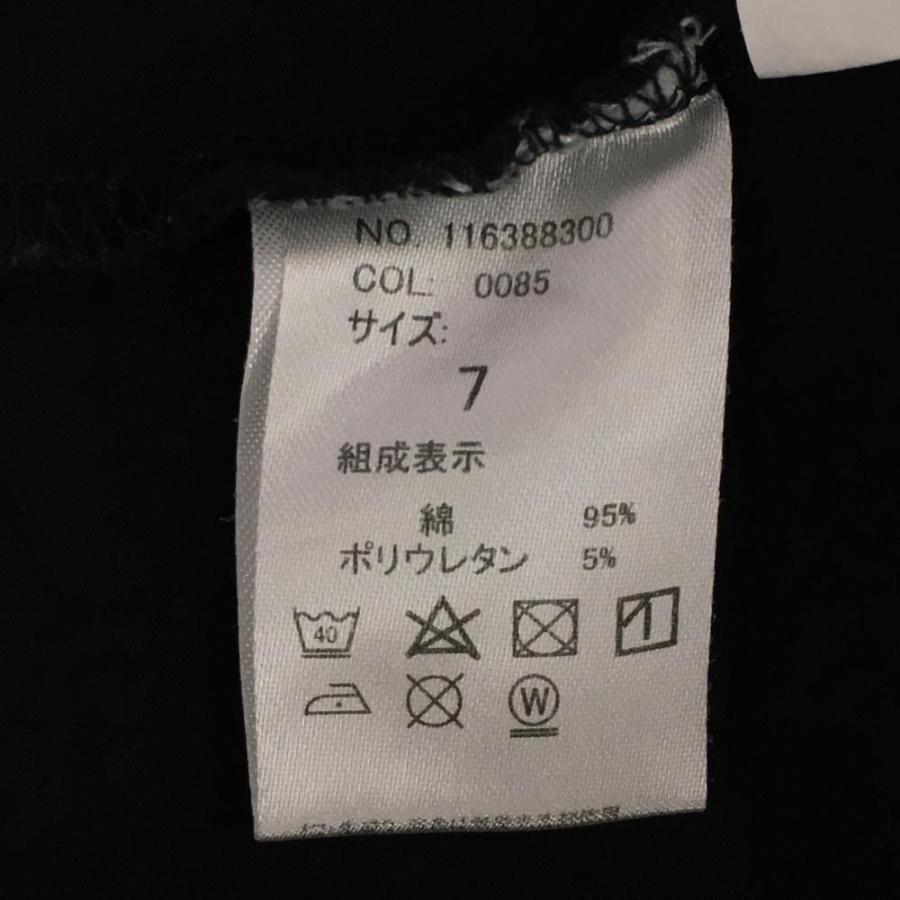 NO. 116388300
COL: 0085
サイズ:
7
組成表示
綿 95%
ポリウレタン 5%
40
W